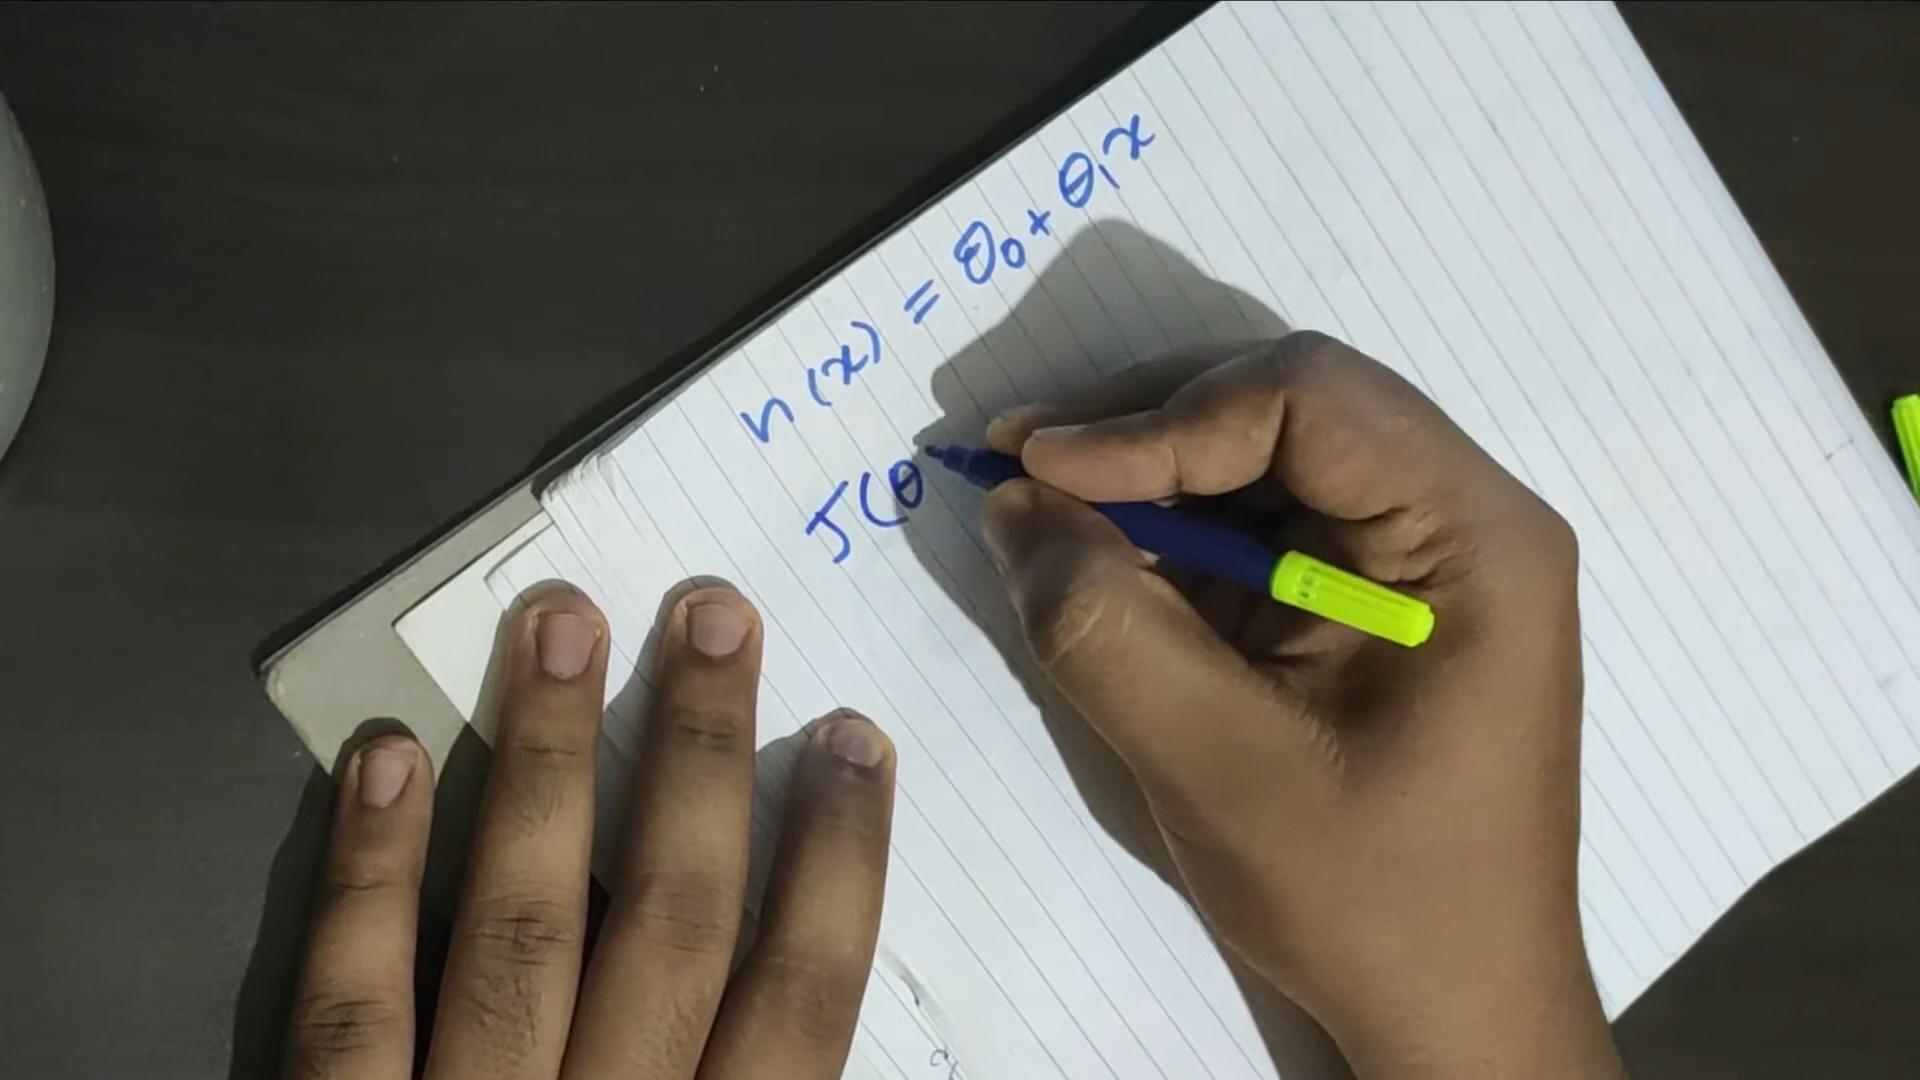 h(x) = θ₀ + θ₁x
J(θ